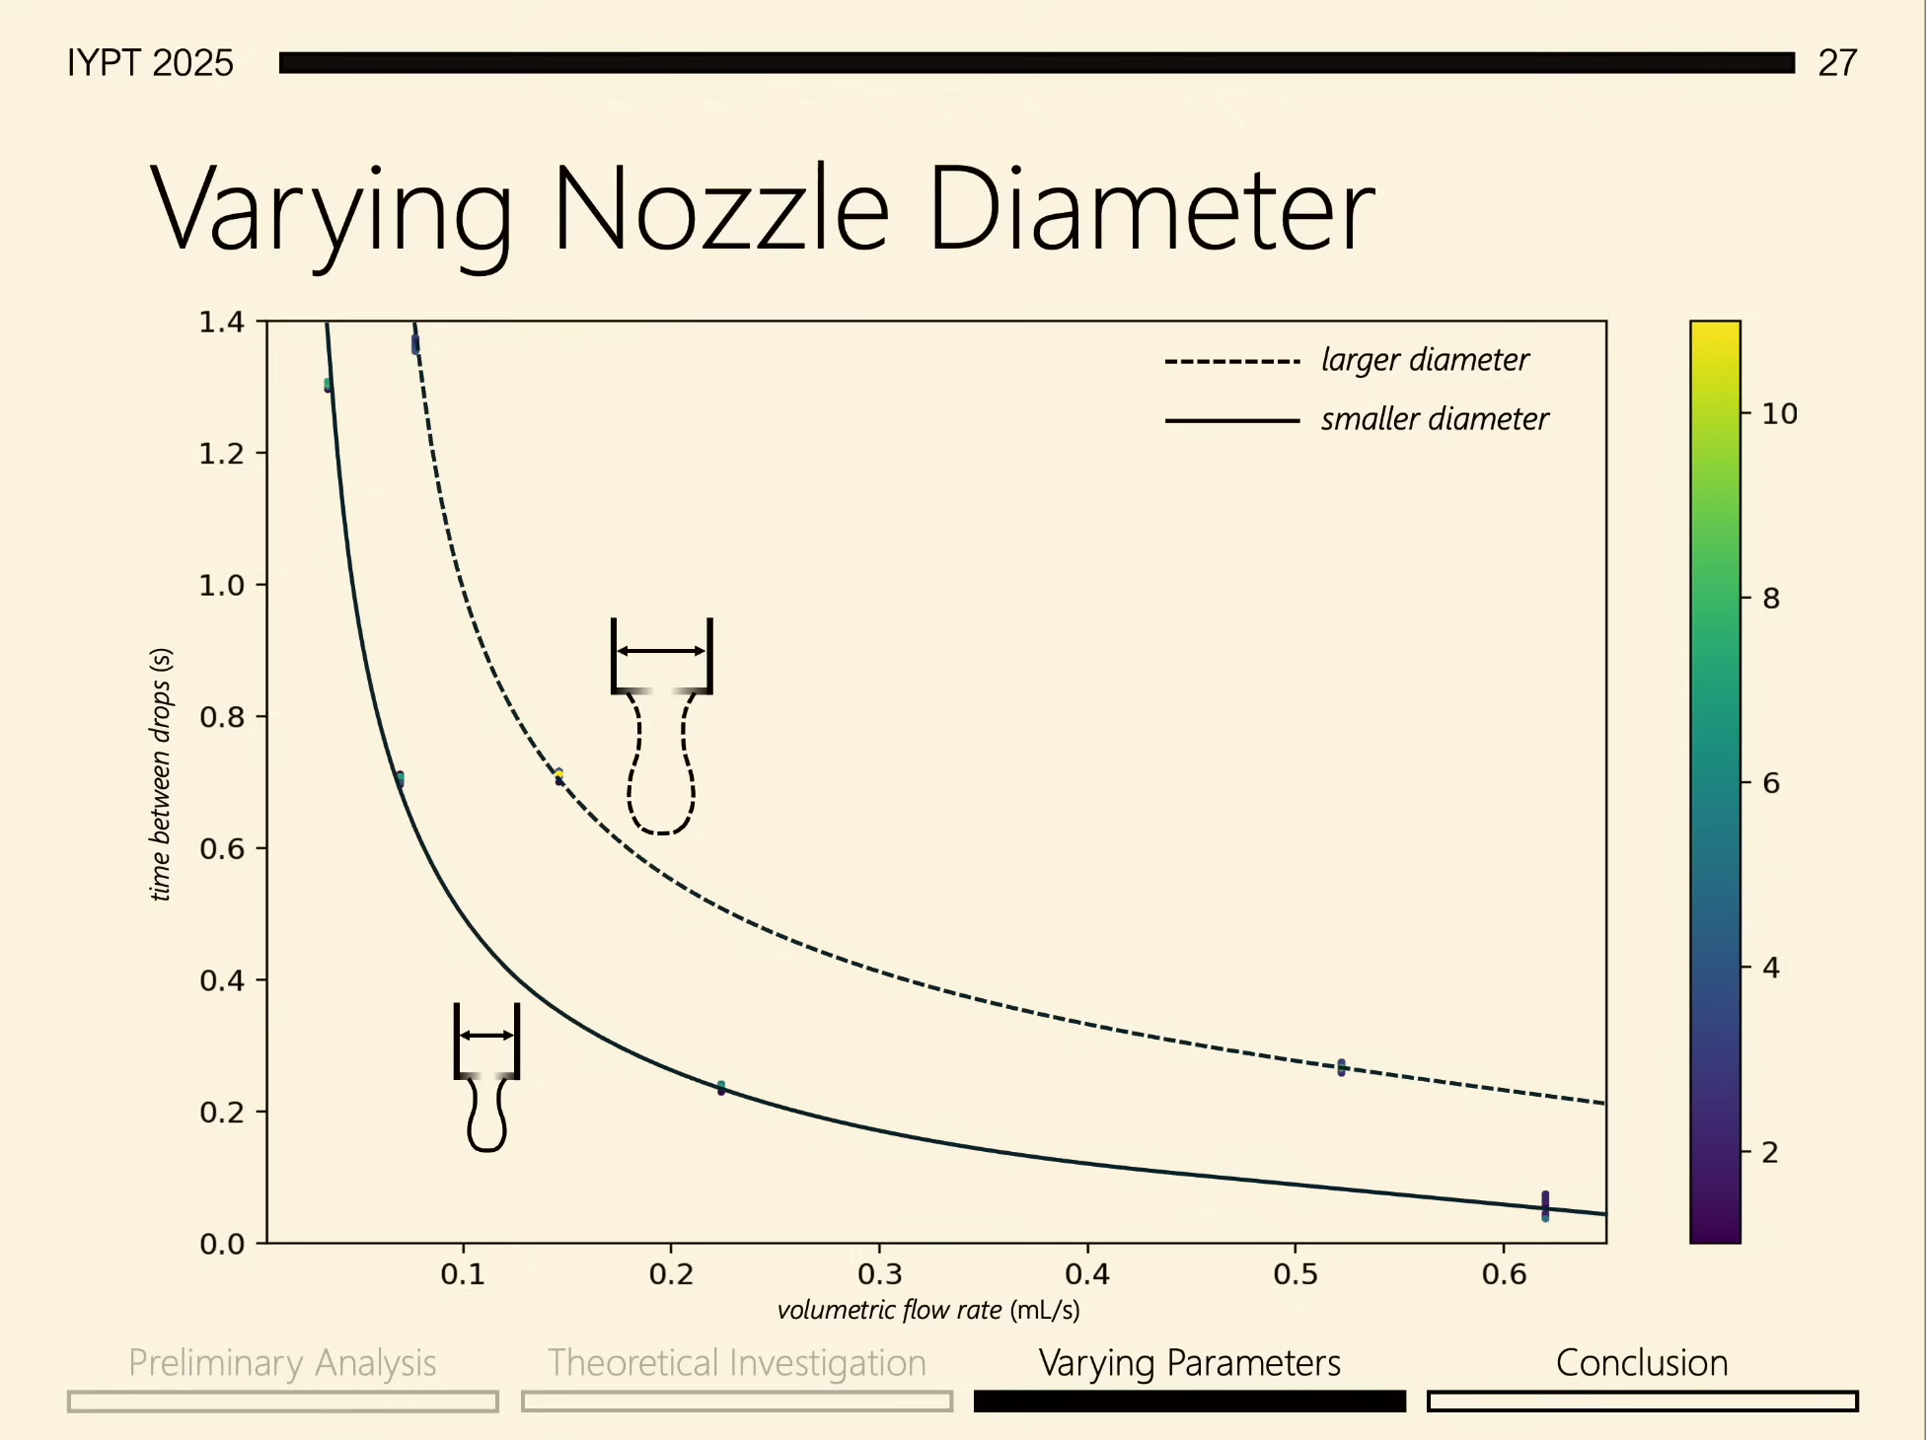 IYPT 2025
27
Varying Nozzle Diameter
larger diameter
smaller diameter
time between drops (s)
1.4
1.2
1.0
0.8
0.6
0.4
0.2
0.0
0.1
0.2
0.3
0.4
0.5
0.6
volumetric flow rate (mL/s)
10
8
6
4
2
Preliminary Analysis
Theoretical Investigation
Varying Parameters
Conclusion